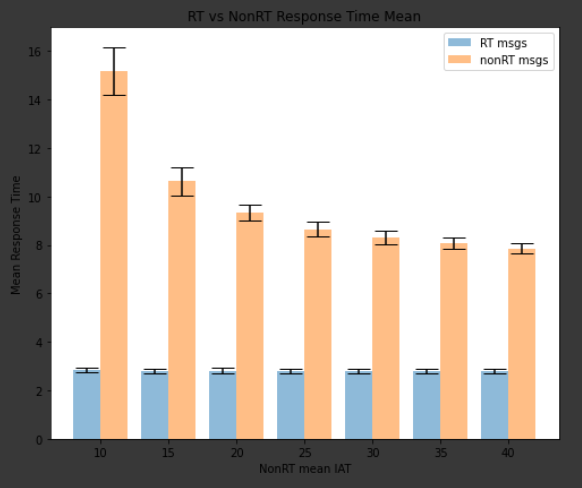 RT vs NonRT Response Time Mean
RT msgs
nonRT msgs
Mean Response Time
16
14
12
10
8
6
4
2
0
10 15 20 25 30 35 40
NonRT mean IAT